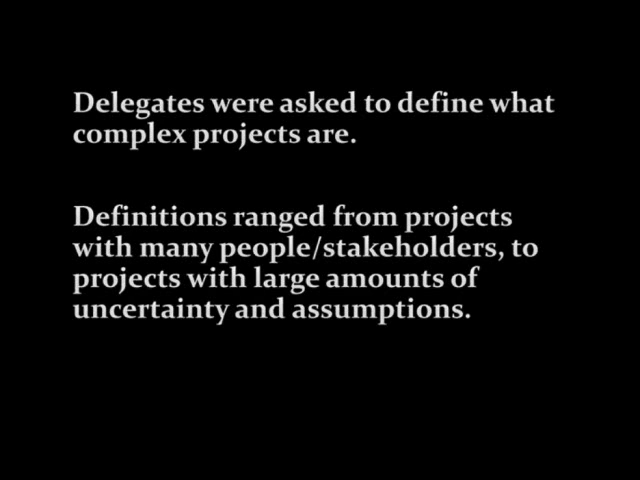 Delegates were asked to define what
complex projects are.
Definitions ranged from projects
with many people/stakeholders, to
projects with large amounts of
uncertainty and assumptions.